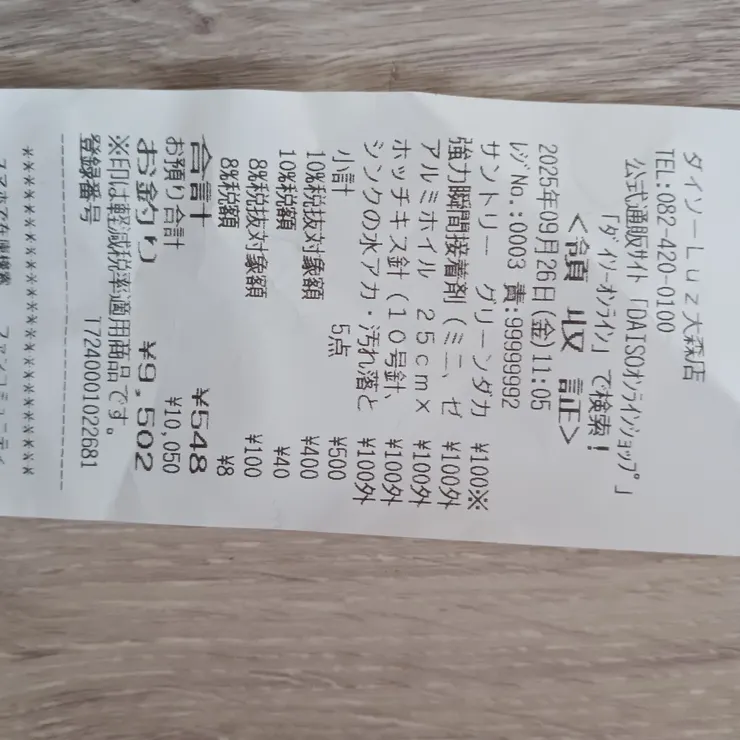 ダイソーLuz大森店
TEL:082-420-0100
公式通販サイト「DAISOオンラインショップ」
「ダイソーオンライン」で検索!
<領収証>
2025年09月26日(金)11:05
レジNo.:0003 責:99999992
サントリー グリーンダカ ¥100※
強力瞬間接着剤(ミニ、ゼ ¥100外
アルミホイル 25cm× ¥100外
ホッチキス針(10号針、 ¥100外
シンクの水アカ・汚れ落と ¥100外
小計 5点 ¥500
10%税抜対象額 ¥400
10%税額 ¥40
8%税抜対象額 ¥100
8%税額 ¥8
合計 ¥548
お預り合計 ¥10,050
お釣り ¥9,502
※印は軽減税率適用商品です。
登録番号 T7240001022681